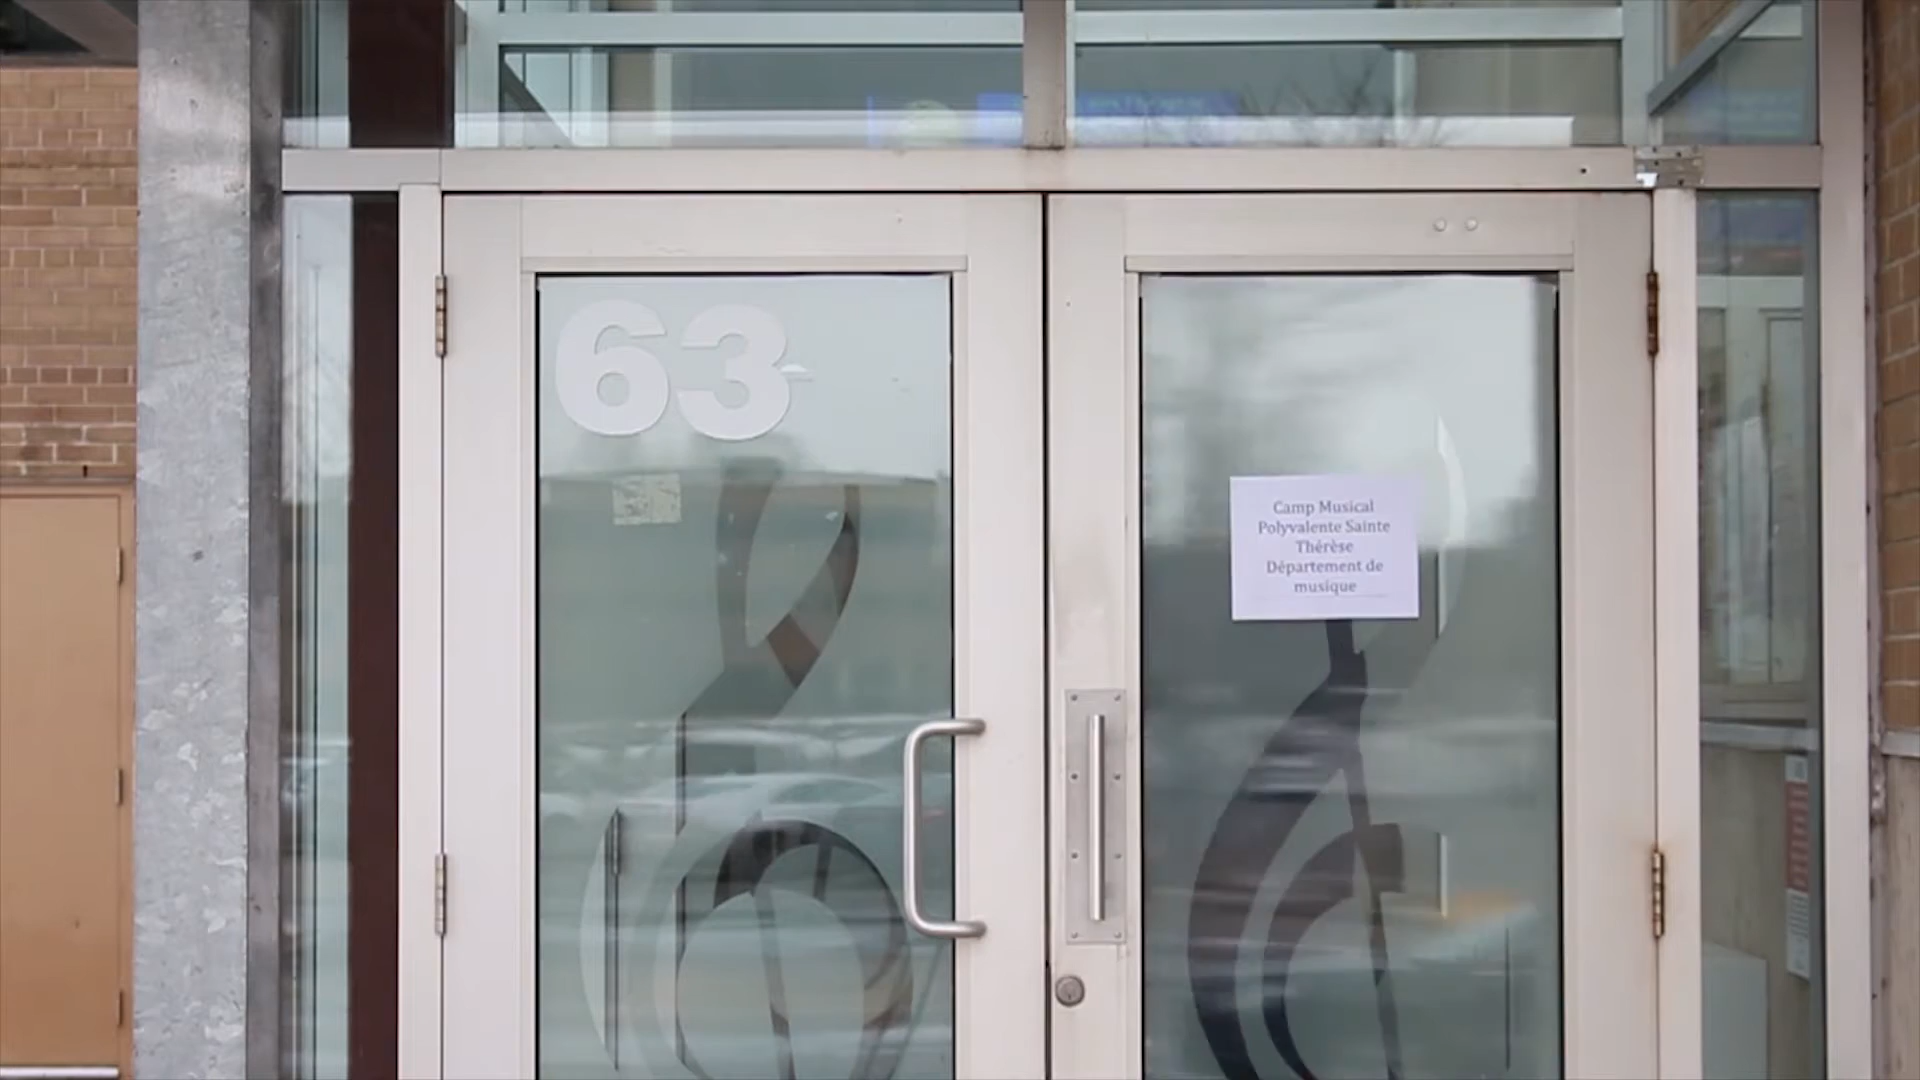 63
Camp Musical
Polyvalente Sainte
Thérèse
Département de
musique